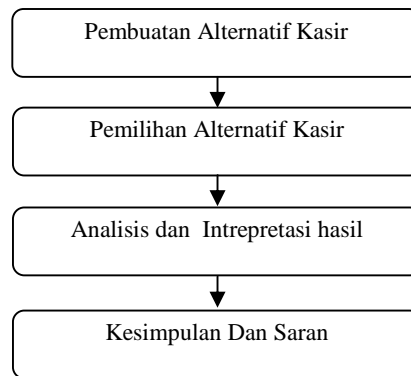 Pembuatan Alternatif Kasir
Pemilihan Alternatif Kasir
Analisis dan  Intrepretasi hasil
Kesimpulan Dan Saran